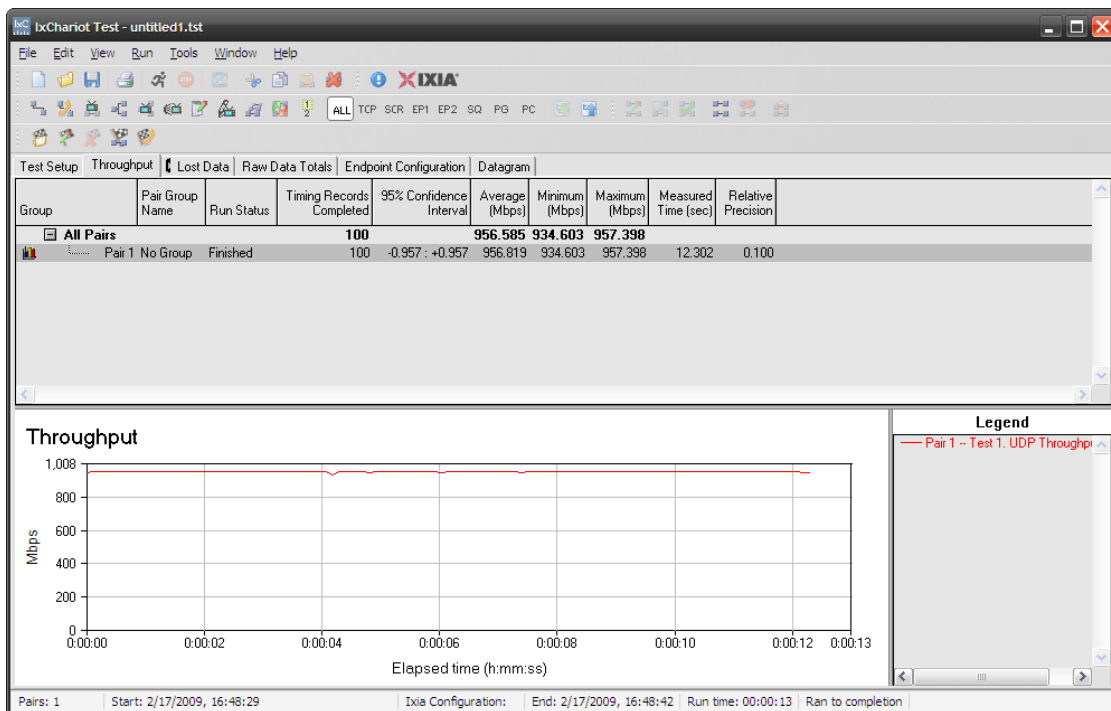 IxChariot Test - untitled1.tst
File Edit View Run Tools Window Help
IXIA
ALL TCP SCR EP1 EP2 SQ PG PC
Test Setup Throughput Lost Data Raw Data Totals Endpoint Configuration Datagram
Group Pair Group Name Run Status Timing Records Completed 95% Confidence Interval Average (Mbps) Minimum (Mbps) Maximum (Mbps) Measured Time (sec) Relative Precision
All Pairs 100 956.585 934.603 957.398
Pair 1 No Group Finished 100 -0.957 : +0.957 956.819 934.603 957.398 12.302 0.100
Throughput
1,008
800
600
400
200
0
Mbps
0:00:00 0:00:02 0:00:04 0:00:06 0:00:08 0:00:10 0:00:12 0:00:13
Elapsed time (h:mm:ss)
Legend
Pair 1 -- Test 1. UDP Throughp
Pairs: 1 Start: 2/17/2009, 16:48:29 Ixia Configuration: End: 2/17/2009, 16:48:42 Run time: 00:00:13 Ran to completion